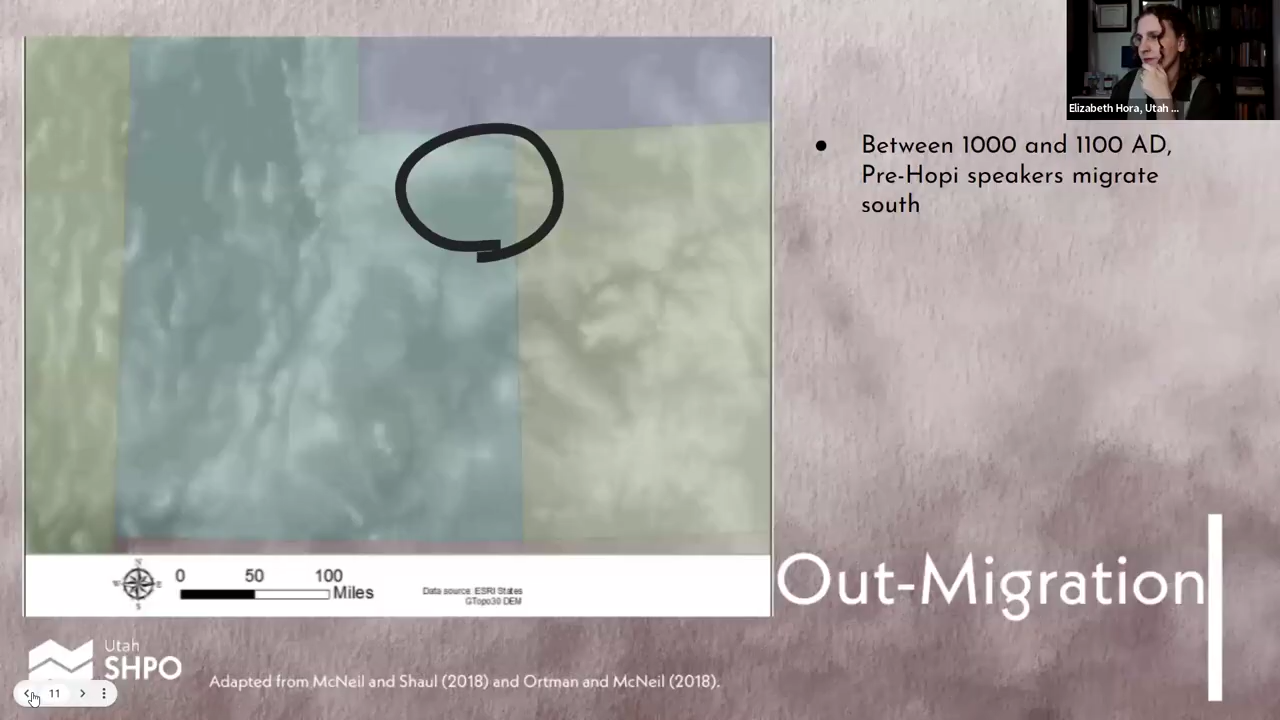 Elizabeth Hora, Utah ...
● Between 1000 and 1100 AD,
Pre-Hopi speakers migrate
south
N
W E
S
0 50 100
Miles
Data source: ESRI States
GTopo30 DEM
Out-Migration
Utah
SHPO
11
Adapted from McNeil and Shaul (2018) and Ortman and McNeil (2018).